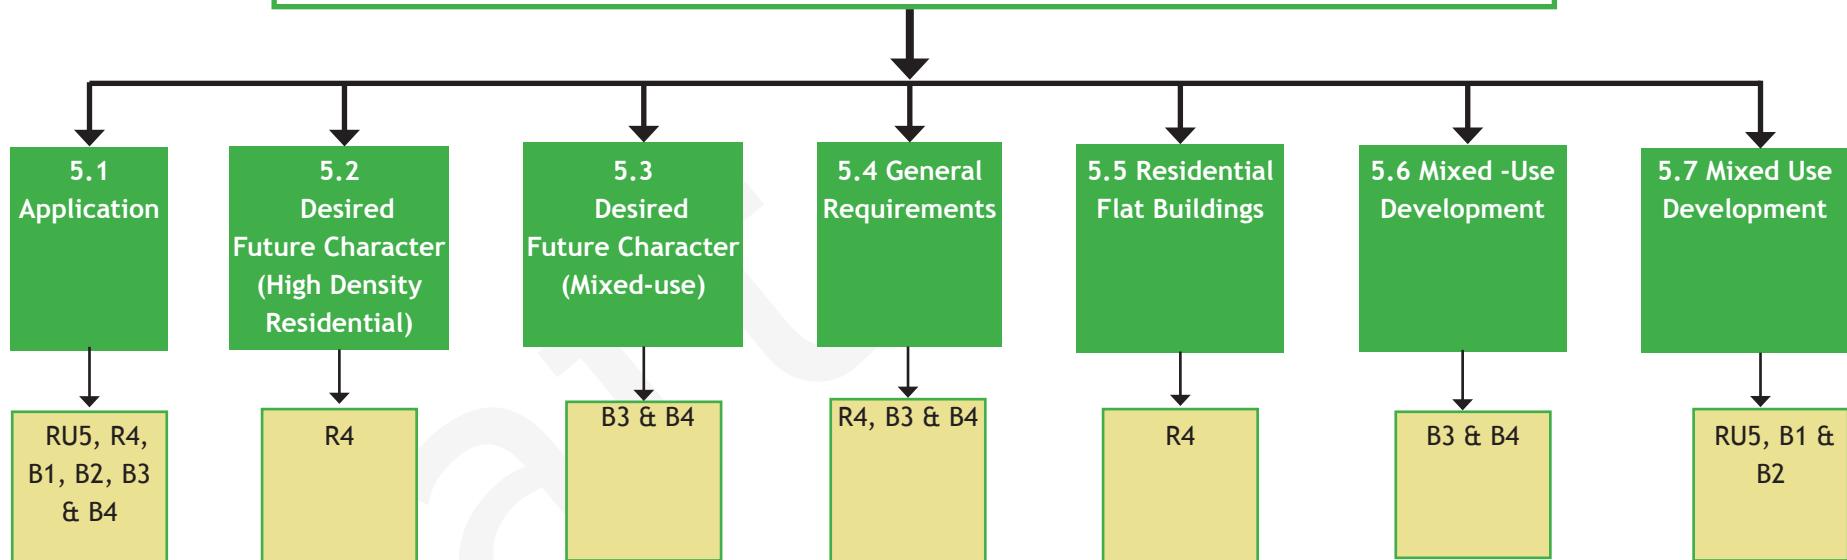 5.1
Application
5.2
Desired
Future Character
(High Density
Residential)
5.3
Desired
Future Character
(Mixed-use)
5.4 General
Requirements
5.5 Residential
Flat Buildings
5.6 Mixed -Use
Development
5.7 Mixed Use
Development
RU5, R4,
B1, B2, B3
& B4
R4
B3 & B4
R4, B3 & B4
R4
B3 & B4
RU5, B1 &
B2